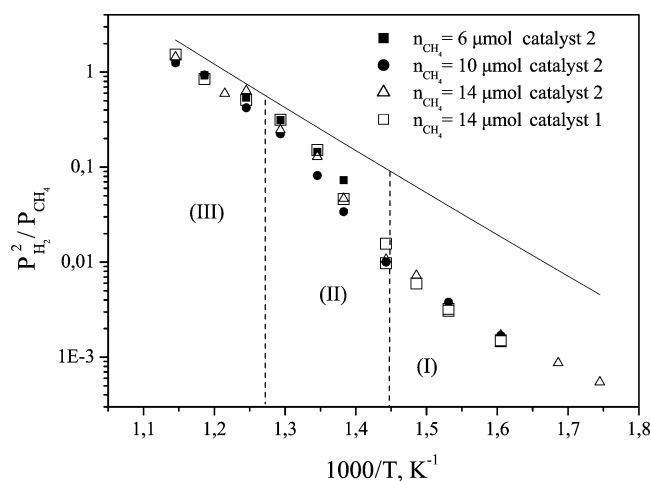 n_CH4 = 6 μmol catalyst 2
n_CH4 = 10 μmol catalyst 2
n_CH4 = 14 μmol catalyst 2
n_CH4 = 14 μmol catalyst 1
P²_H2 / P_CH4
1
0,1
0,01
1E-3
(III)
(II)
(I)
1,1 1,2 1,3 1,4 1,5 1,6 1,7 1,8
1000/T, K⁻¹